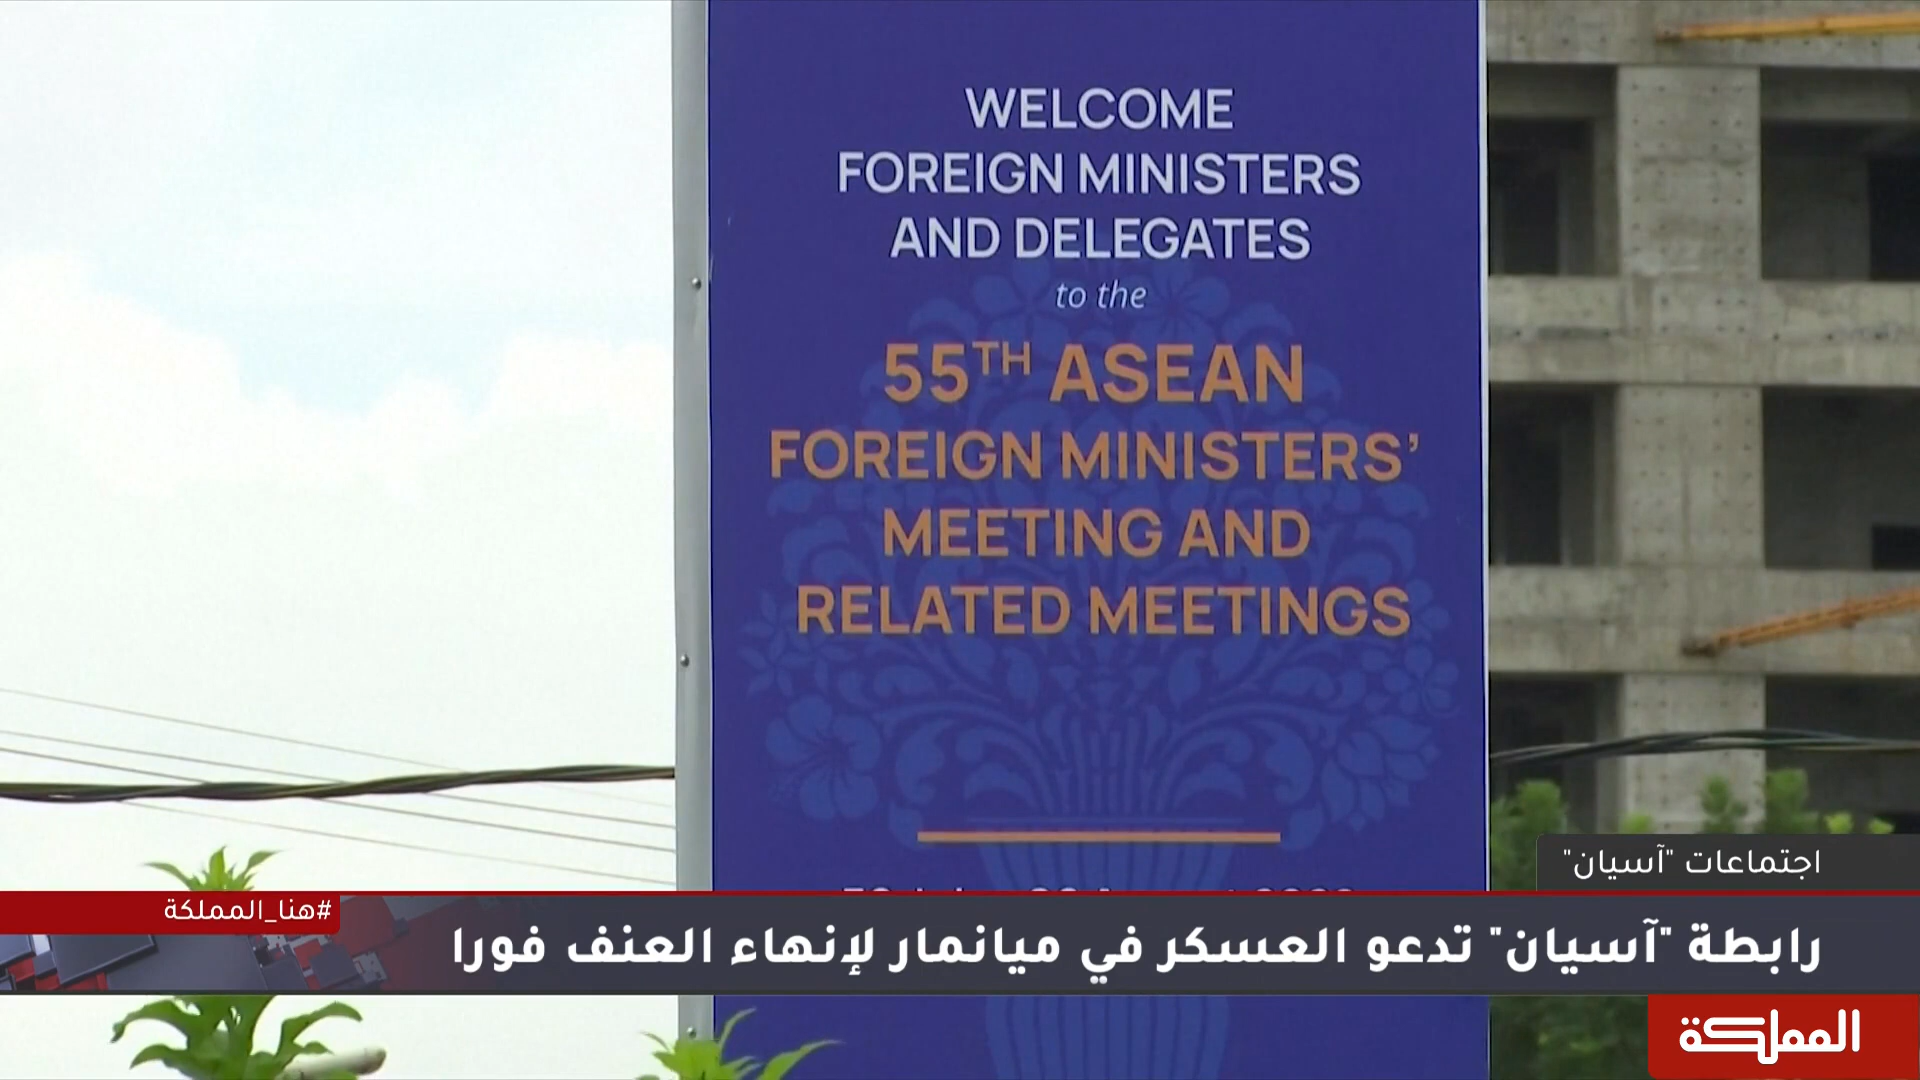 WELCOME
FOREIGN MINISTERS
AND DELEGATES
to the
55TH ASEAN
FOREIGN MINISTERS’
MEETING AND
RELATED MEETINGS
اجتماعات "آسيان"
#هنا_المملكة
رابطة "آسيان" تدعو العسكر في ميانمار لإنهاء العنف فورا
المملكة